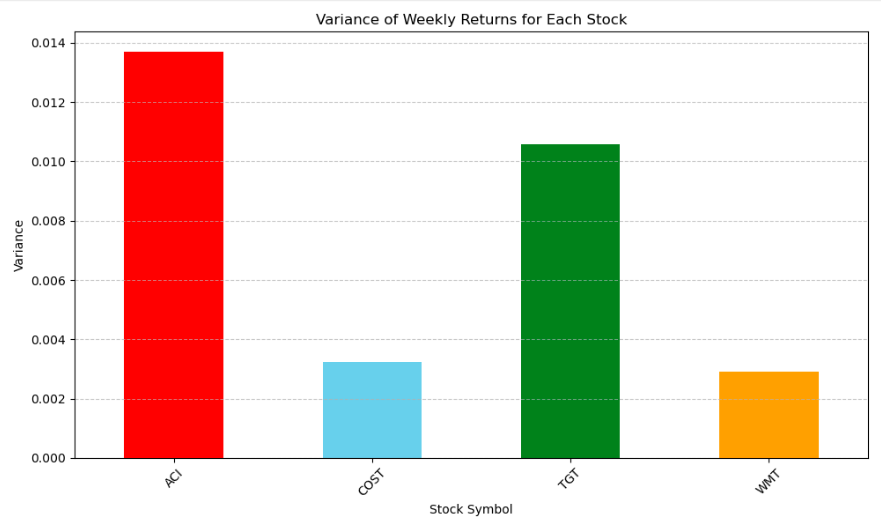 Variance of Weekly Returns for Each Stock
Variance
0.014
0.012
0.010
0.008
0.006
0.004
0.002
0.000
ACI
COST
TGT
WMT
Stock Symbol